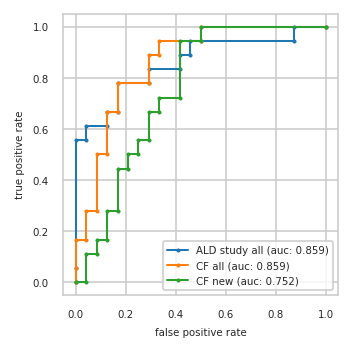 1.0
0.8
0.6
0.4
0.2
0.0
true positive rate
ALD study all (auc: 0.859)
CF all (auc: 0.859)
CF new (auc: 0.752)
0.0 0.2 0.4 0.6 0.8 1.0
false positive rate